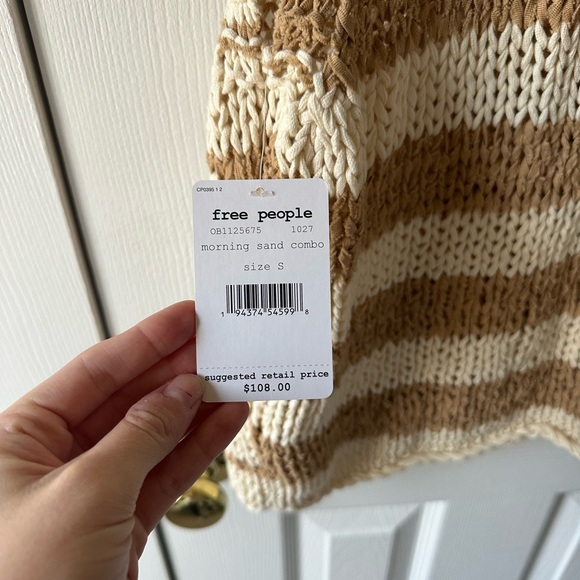 CP0395 1 2
free people
OB1125675 1027
morning sand combo
size S
1 94374 54599 8
suggested retail price
$108.00